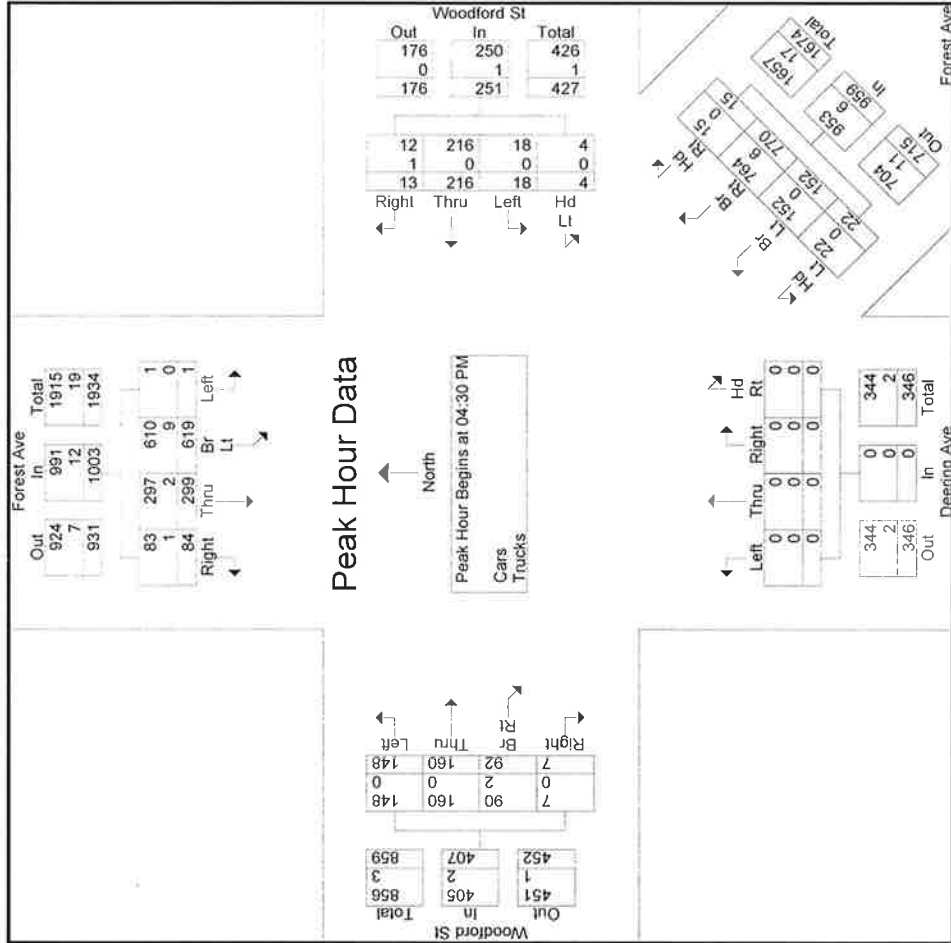 Woodford St
Out In Total
176 250 426
0 1 1
176 251 427
12 216 18 4
1 0 0 0
13 216 18 4
Right Thru Left Hd
Lt
Forest Ave
Total
1657 17 1674
In
953 6 959
Out
704 11 715
Hd Rt
15 0 15
Br Rt
764 6 770
Br Lt
152 0 152
Hd Lt
22 0 22
Forest Ave
Out In Total
924 991 1915
7 12 19
931 1003 1934
83 297 610 1
1 2 9 0
84 299 619 1
Right Thru Br Left
Lt
Peak Hour Data
North
Peak Hour Begins at 04:30 PM
Cars
Trucks
Hd
Left Thru Right Rt
0 0 0 0
0 0 0 0
0 0 0 0
344 0 344
2 0 2
346 0 346
Out In Total
Deering Ave
Woodford St
Total In Out
856 405 451
3 2 1
859 407 452
148 160 90 7
0 0 2 0
148 160 92 7
Left Thru Br Right
Rt